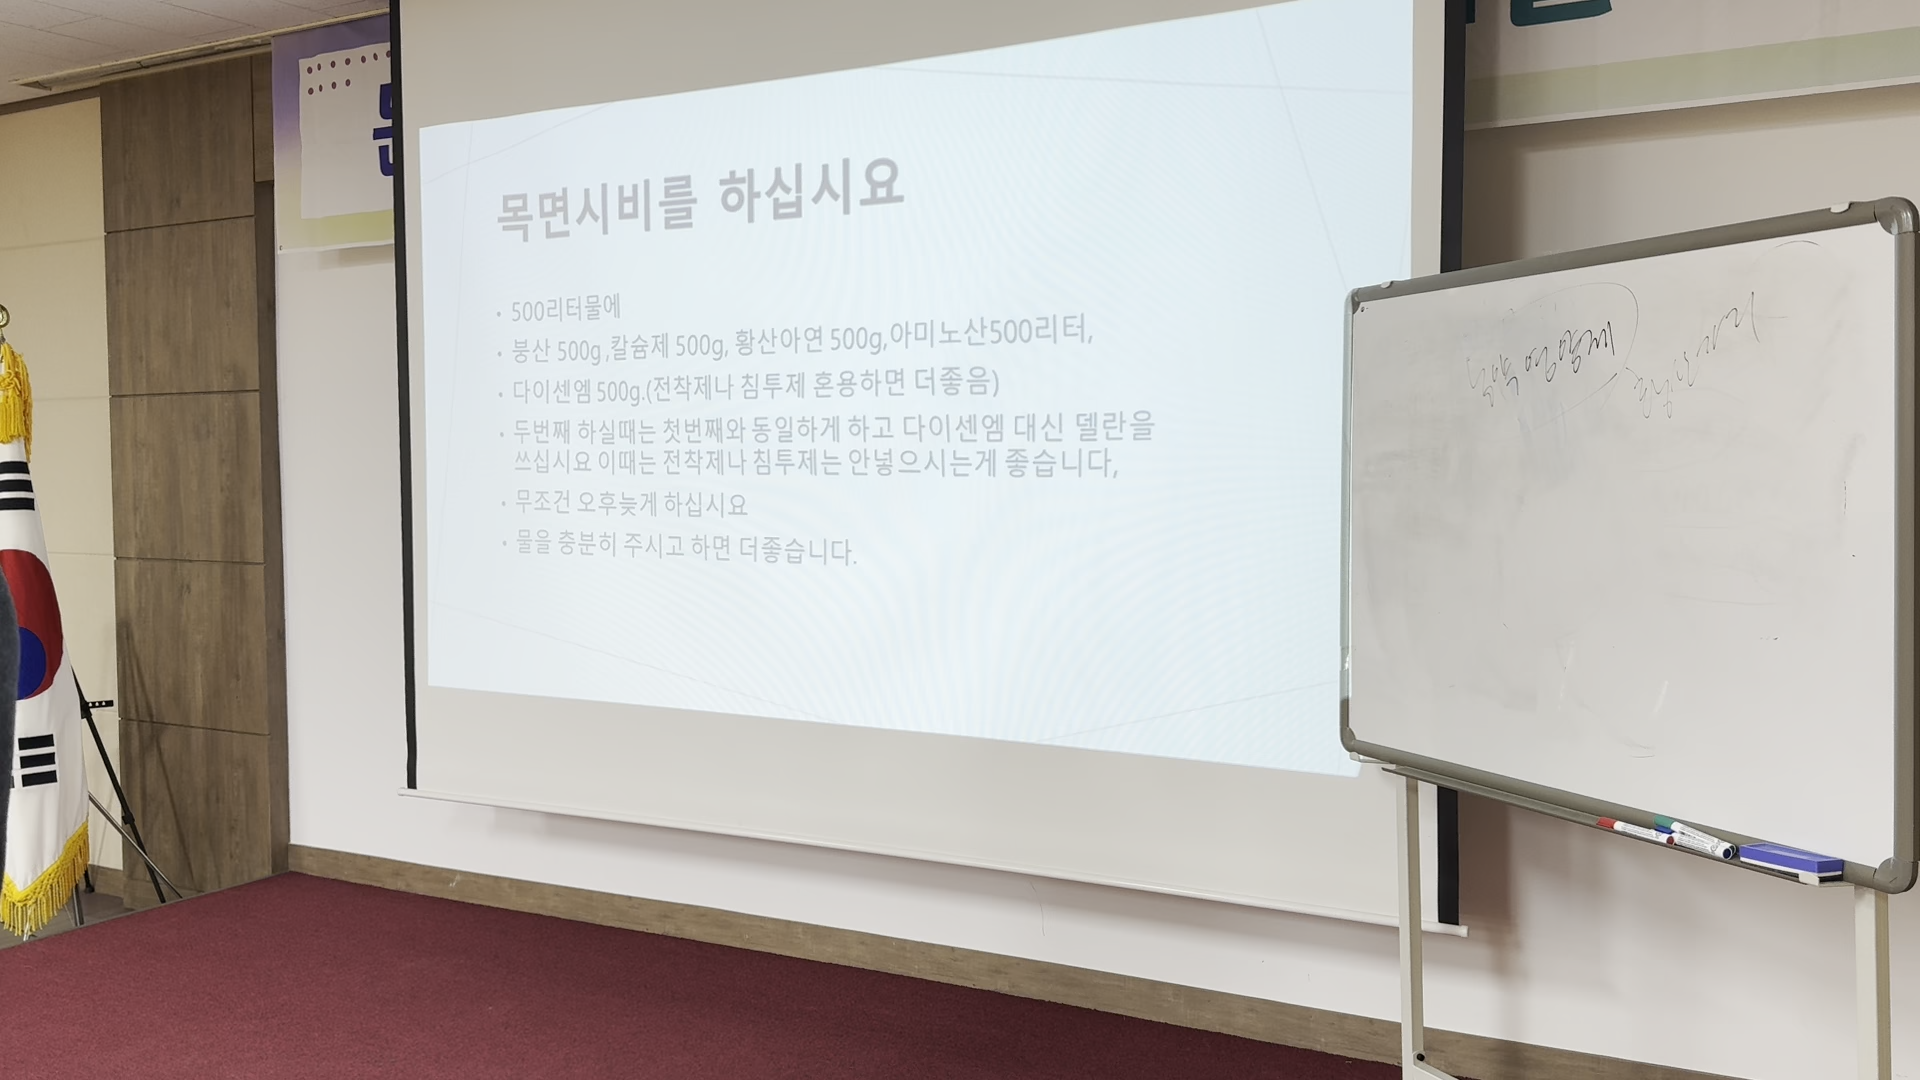 목면시비를 하십시요
• 500리터물에
• 붕산 500g ,칼슘제 500g, 황산아연 500g,아미노산500리터,
• 다이센엠 500g.(전착제나 침투제 혼용하면 더좋음)
• 두번째 하실때는 첫번째와 동일하게 하고 다이센엠 대신 델란을
쓰십시요 이때는 전착제나 침투제는 안넣으시는게 좋습니다,
• 무조건 오후늦게 하십시요
• 물을 충분히 주시고 하면 더좋습니다.